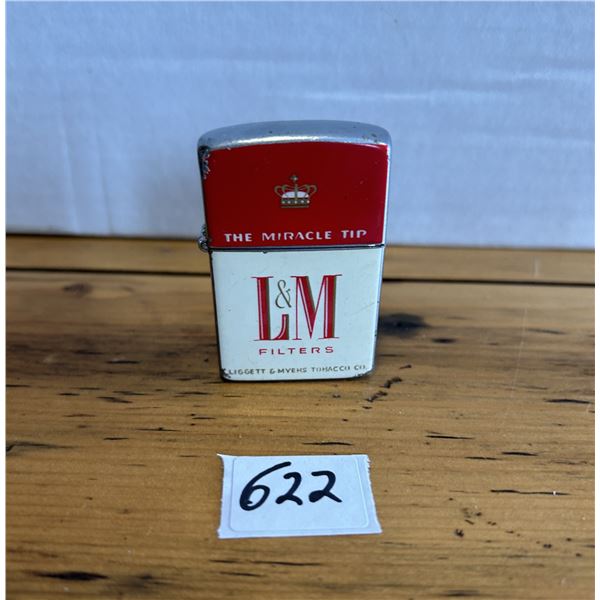 THE MIRACLE TIP
L&M
FILTERS
LIGGETT & MYERS TOBACCO CO.
622